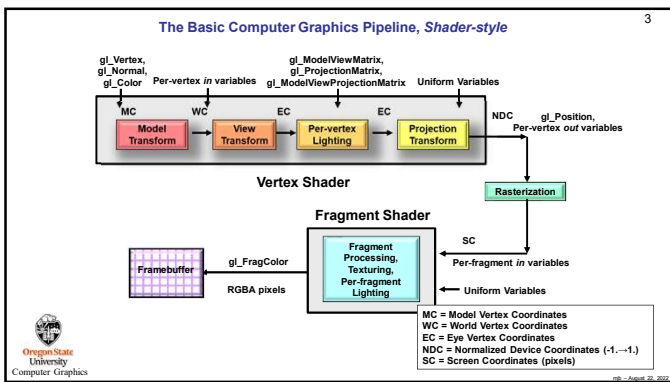 3
The Basic Computer Graphics Pipeline, Shader-style
gl_Vertex,
gl_Normal,
gl_Color
Per-vertex in variables
gl_ModelViewMatrix,
gl_ProjectionMatrix,
gl_ModelViewProjectionMatrix
Uniform Variables
MC
WC
EC
EC
NDC
gl_Position,
Per-vertex out variables
Model
Transform
View
Transform
Per-vertex
Lighting
Projection
Transform
Vertex Shader
Rasterization
Fragment Shader
SC
Per-fragment in variables
Fragment
Processing,
Texturing,
Per-fragment
Lighting
Framebuffer
gl_FragColor
RGBA pixels
Uniform Variables
MC = Model Vertex Coordinates
WC = World Vertex Coordinates
EC = Eye Vertex Coordinates
NDC = Normalized Device Coordinates (-1.→1.)
SC = Screen Coordinates (pixels)
Oregon State
University
Computer Graphics
mjb – August 22, 2022